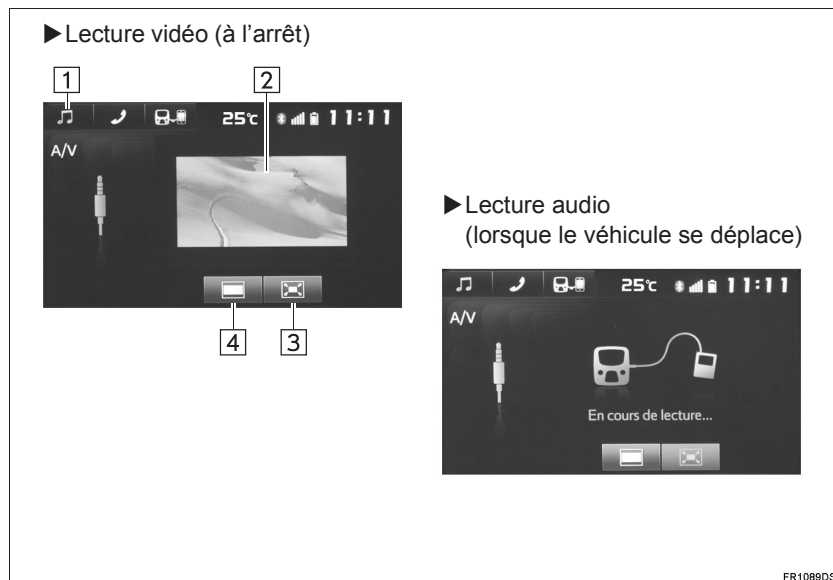 ▶Lecture vidéo (à l'arrêt)
1
2
25℃ 11:11
A/V
4
3
▶Lecture audio
(lorsque le véhicule se déplace)
25℃ 11:11
A/V
En cours de lecture...
FR1089DS